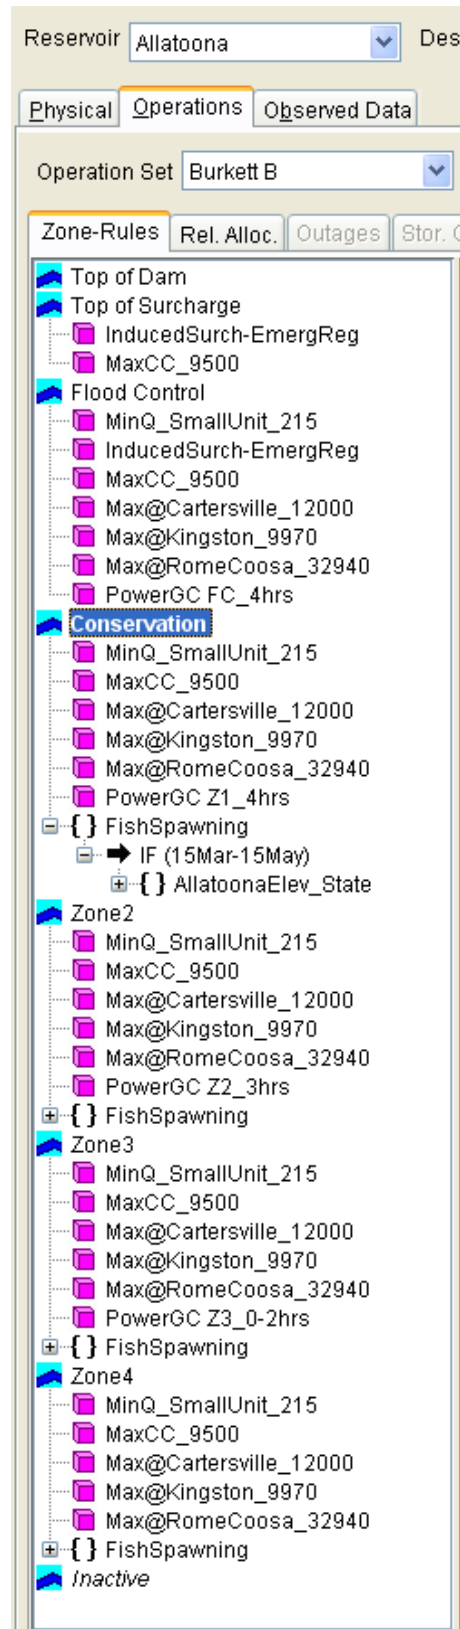 Reservoir Allatoona Des
Physical Operations Observed Data
Operation Set Burkett B
Zone-Rules Rel. Alloc. Outages Stor.
Top of Dam
Top of Surcharge
InducedSurch-EmergReg
MaxCC_9500
Flood Control
MinQ_SmallUnit_215
InducedSurch-EmergReg
MaxCC_9500
Max@Cartersville_12000
Max@Kingston_9970
Max@RomeCoosa_32940
PowerGC FC_4hrs
Conservation
MinQ_SmallUnit_215
MaxCC_9500
Max@Cartersville_12000
Max@Kingston_9970
Max@RomeCoosa_32940
PowerGC Z1_4hrs
{ } FishSpawning
IF (15Mar-15May)
{ } AllatoonaElev_State
Zone2
MinQ_SmallUnit_215
MaxCC_9500
Max@Cartersville_12000
Max@Kingston_9970
Max@RomeCoosa_32940
PowerGC Z2_3hrs
{ } FishSpawning
Zone3
MinQ_SmallUnit_215
MaxCC_9500
Max@Cartersville_12000
Max@Kingston_9970
Max@RomeCoosa_32940
PowerGC Z3_0-2hrs
{ } FishSpawning
Zone4
MinQ_SmallUnit_215
MaxCC_9500
Max@Cartersville_12000
Max@Kingston_9970
Max@RomeCoosa_32940
{ } FishSpawning
Inactive